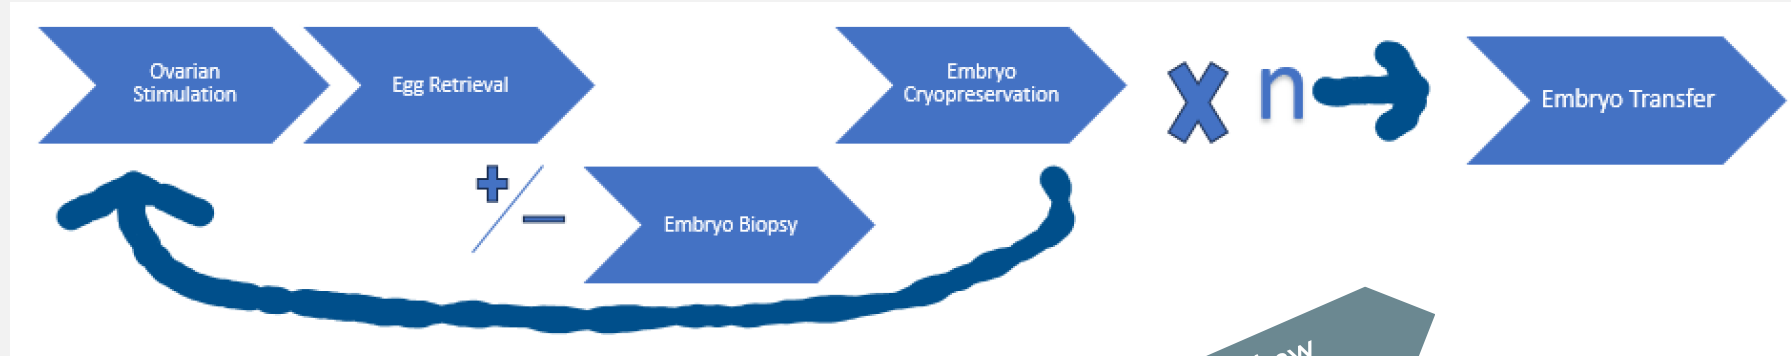 Ovarian
Stimulation
Egg Retrieval
+/−
Embryo Biopsy
Embryo
Cryopreservation
X n
Embryo Transfer